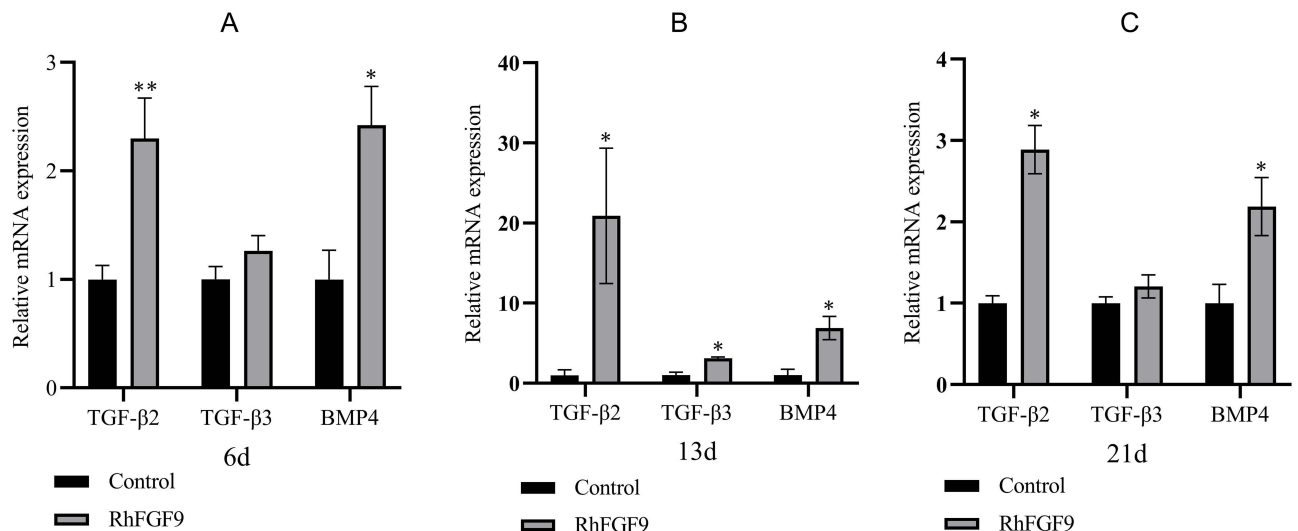 A
Relative mRNA expression
3
2
1
0
**
*
TGF-β2
TGF-β3
BMP4
6d
Control
RhFGF9
B
Relative mRNA expression
40
30
20
10
0
*
*
*
TGF-β2
TGF-β3
BMP4
13d
Control
RhFGF9
C
Relative mRNA expression
4
3
2
1
0
*
*
TGF-β2
TGF-β3
BMP4
21d
Control
RhFGF9